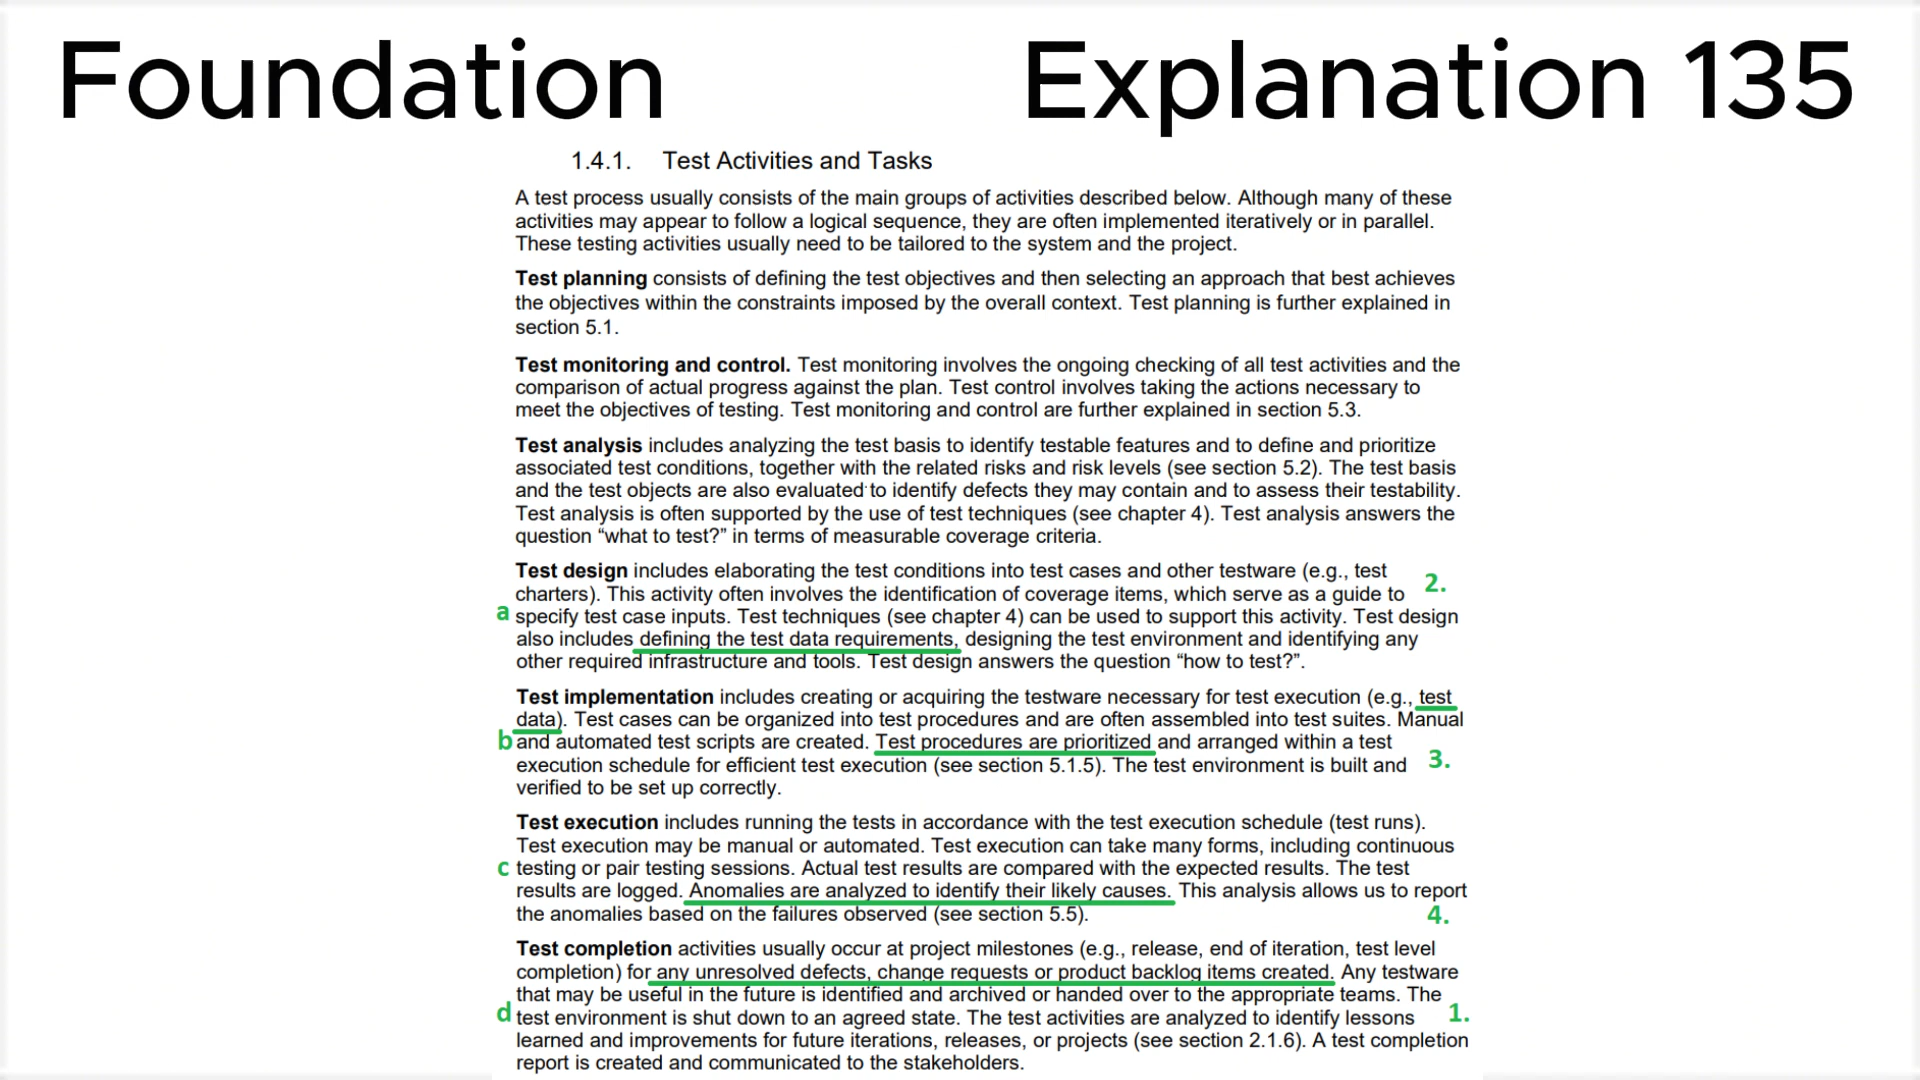 Foundation
Explanation 135
1.4.1. Test Activities and Tasks
A test process usually consists of the main groups of activities described below. Although many of these
activities may appear to follow a logical sequence, they are often implemented iteratively or in parallel.
These testing activities usually need to be tailored to the system and the project.
Test planning consists of defining the test objectives and then selecting an approach that best achieves
the objectives within the constraints imposed by the overall context. Test planning is further explained in
section 5.1.
Test monitoring and control. Test monitoring involves the ongoing checking of all test activities and the
comparison of actual progress against the plan. Test control involves taking the actions necessary to
meet the objectives of testing. Test monitoring and control are further explained in section 5.3.
Test analysis includes analyzing the test basis to identify testable features and to define and prioritize
associated test conditions, together with the related risks and risk levels (see section 5.2). The test basis
and the test objects are also evaluated to identify defects they may contain and to assess their testability.
Test analysis is often supported by the use of test techniques (see chapter 4). Test analysis answers the
question “what to test?” in terms of measurable coverage criteria.
Test design includes elaborating the test conditions into test cases and other testware (e.g., test
2.
charters). This activity often involves the identification of coverage items, which serve as a guide to
a specify test case inputs. Test techniques (see chapter 4) can be used to support this activity. Test design
also includes defining the test data requirements, designing the test environment and identifying any
other required infrastructure and tools. Test design answers the question “how to test?”.
Test implementation includes creating or acquiring the testware necessary for test execution (e.g., test
data). Test cases can be organized into test procedures and are often assembled into test suites. Manual
b and automated test scripts are created. Test procedures are prioritized and arranged within a test
execution schedule for efficient test execution (see section 5.1.5). The test environment is built and
3.
verified to be set up correctly.
Test execution includes running the tests in accordance with the test execution schedule (test runs).
Test execution may be manual or automated. Test execution can take many forms, including continuous
c testing or pair testing sessions. Actual test results are compared with the expected results. The test
results are logged. Anomalies are analyzed to identify their likely causes. This analysis allows us to report
the anomalies based on the failures observed (see section 5.5).
4.
Test completion activities usually occur at project milestones (e.g., release, end of iteration, test level
completion) for any unresolved defects, change requests or product backlog items created. Any testware
that may be useful in the future is identified and archived or handed over to the appropriate teams. The
d test environment is shut down to an agreed state. The test activities are analyzed to identify lessons
1.
learned and improvements for future iterations, releases, or projects (see section 2.1.6). A test completion
report is created and communicated to the stakeholders.